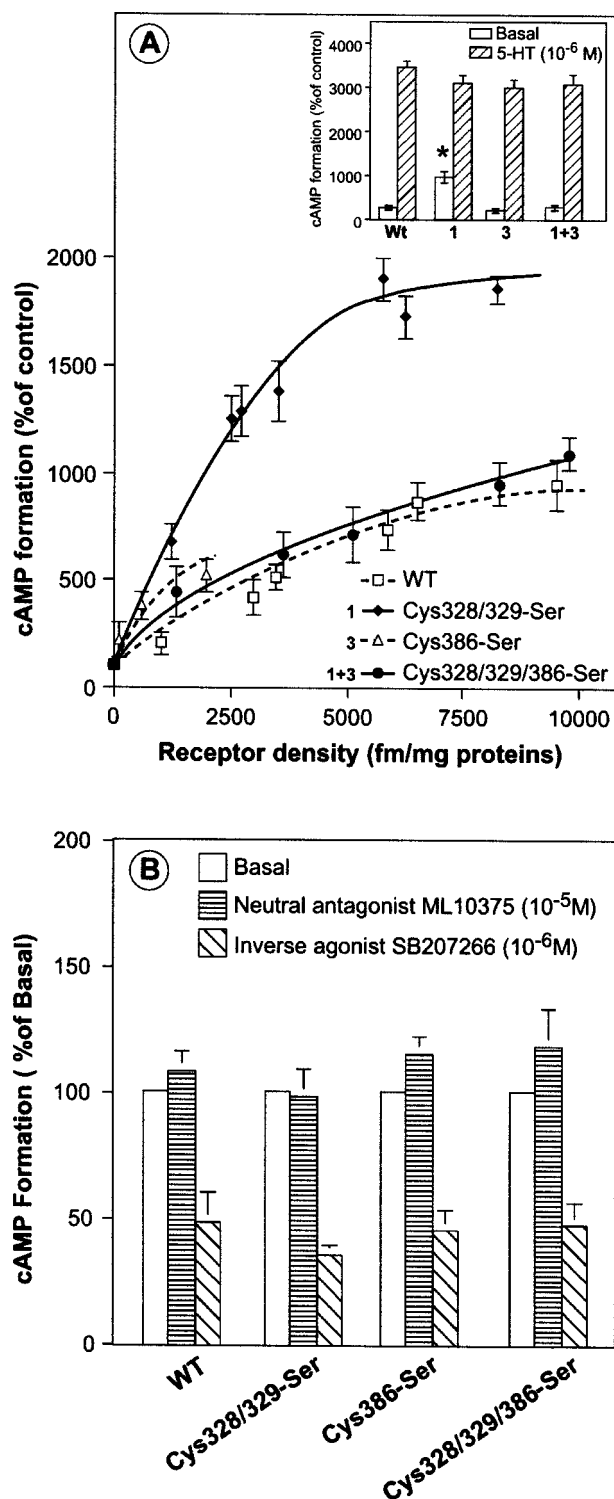 A
Basal
5-HT (10⁻⁶ M)
cAMP formation (%of control)
4000
3000
2000
1000
0
*
Wt 1 3 1+3
cAMP formation (%of control)
2000
1500
1000
500
0
WT
1 Cys328/329-Ser
3 Cys386-Ser
1+3 Cys328/329/386-Ser
0 2500 5000 7500 10000
Receptor density (fm/mg proteins)
B
Basal
Neutral antagonist ML10375 (10⁻⁵M)
Inverse agonist SB207266 (10⁻⁶M)
cAMP Formation ( %of Basal)
200
150
100
50
0
WT
Cys328/329-Ser
Cys386-Ser
Cys328/329/386-Ser